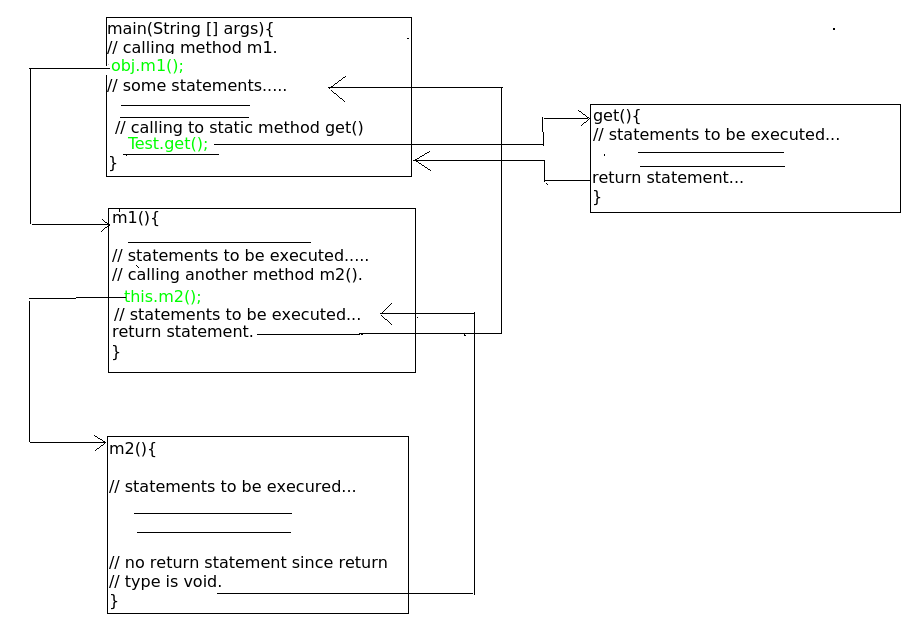 main(String [] args){
// calling method m1.
obj.m1();
// some statements.....
// calling to static method get()
Test.get();
}
get(){
// statements to be executed...
return statement...
}
m1(){
// statements to be executed.....
// calling another method m2().
this.m2();
// statements to be executed...
return statement.
}
m2(){
// statements to be execured...
// no return statement since return
// type is void.
}